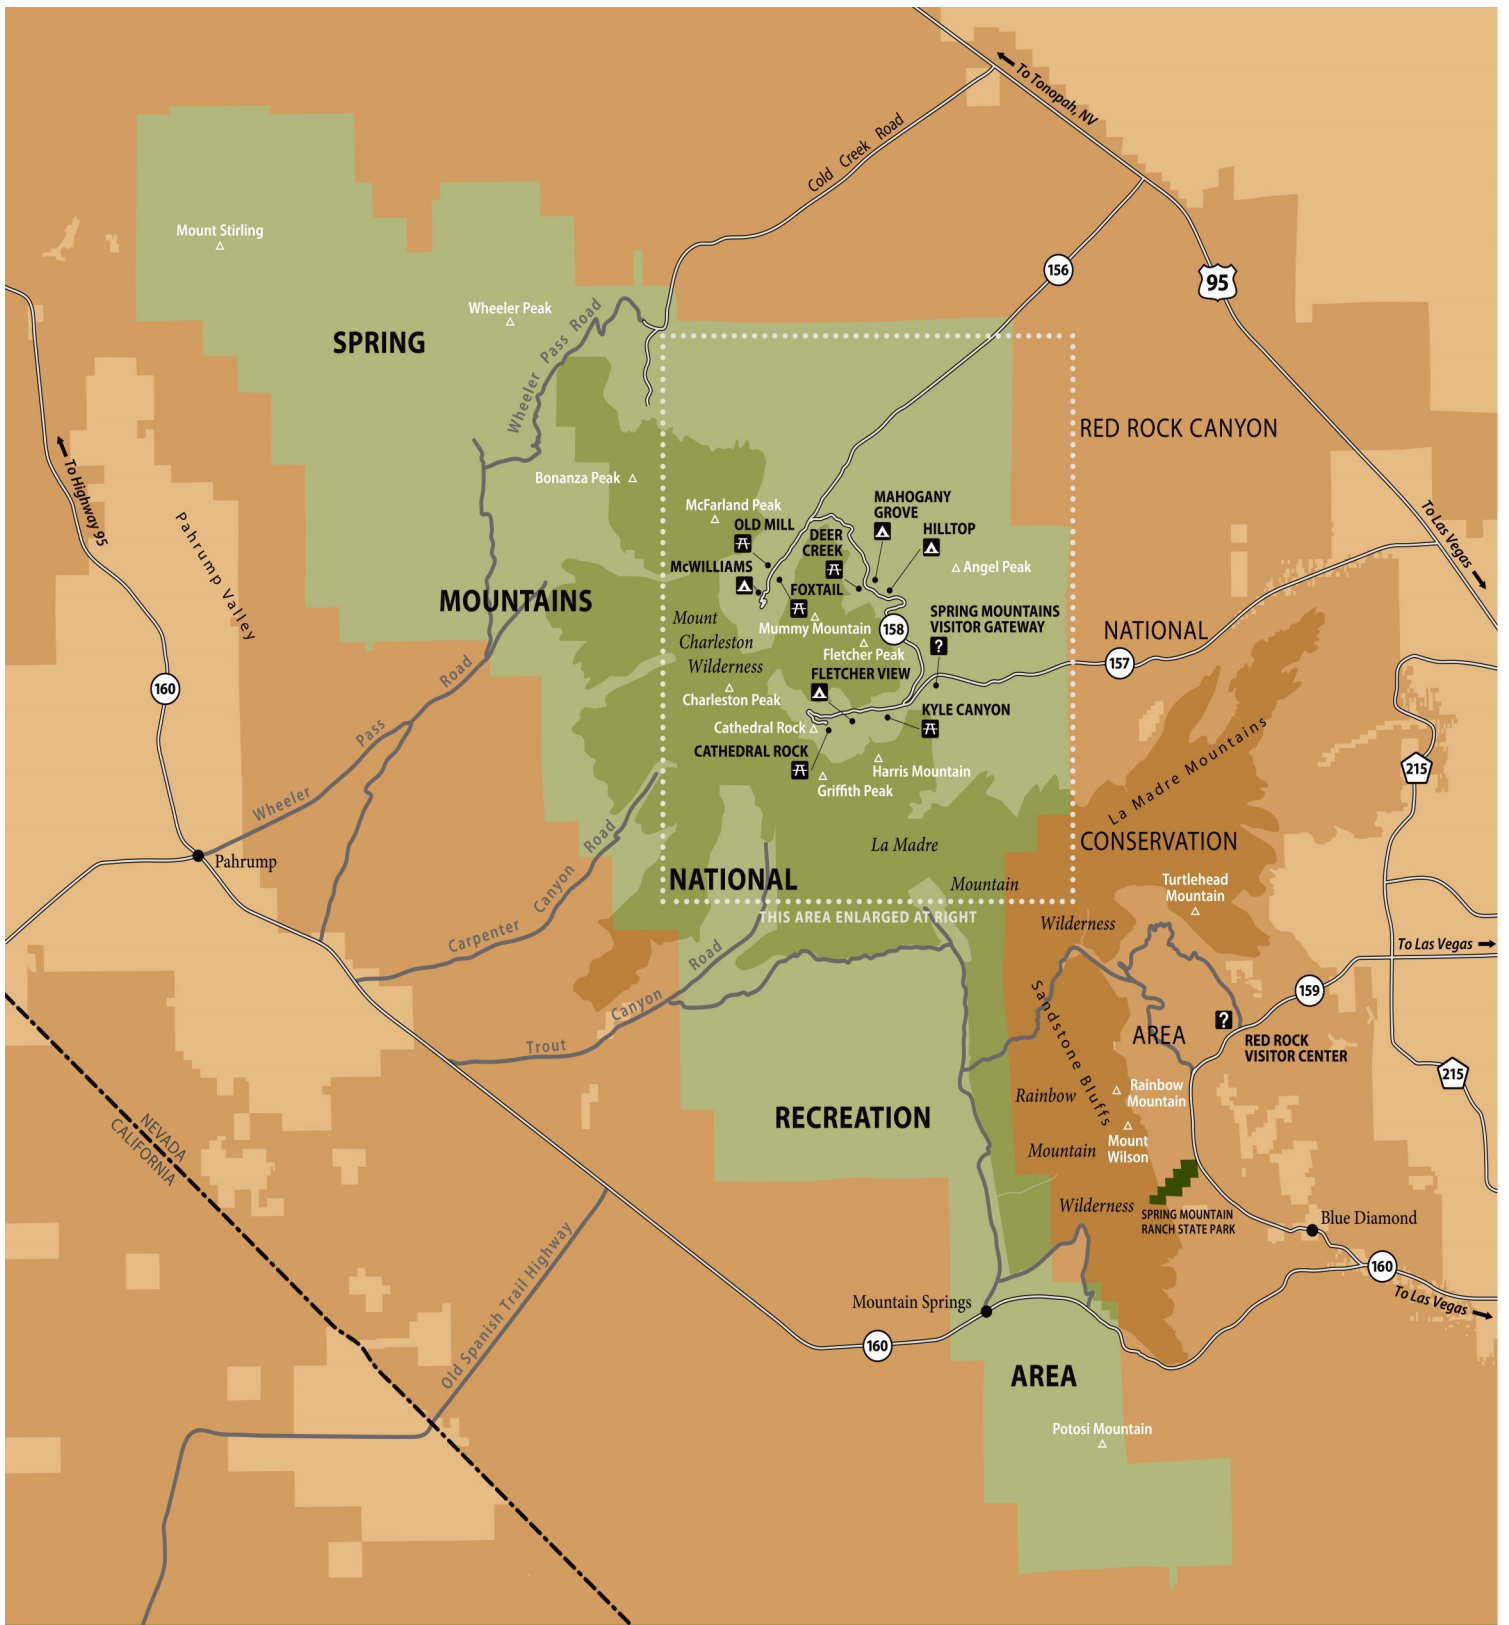 To Tonopah, NV
Cold Creek Road
Mount Stirling
156
95
Wheeler Peak
SPRING
Wheeler Pass Road
RED ROCK CANYON
To Highway 95
Bonanza Peak
McFarland Peak
MAHOGANY
GROVE
OLD MILL
HILLTOP
DEER
CREEK
To Las Vegas
Pahrump Valley
McWILLIAMS
Angel Peak
FOXTAIL
MOUNTAINS
SPRING MOUNTAINS
VISITOR GATEWAY
?
Mount
Charleston
Wilderness
Mummy Mountain
158
NATIONAL
Fletcher Peak
157
FLETCHER VIEW
160
Wheeler Pass Road
Charleston Peak
KYLE CANYON
Cathedral Rock
CATHEDRAL ROCK
Harris Mountain
Griffith Peak
La Madre Mountains
215
La Madre
Mountain
Wilderness
CONSERVATION
Pahrump
Carpenter Canyon Road
NATIONAL
Turtlehead
Mountain
THIS AREA ENLARGED AT RIGHT
To Las Vegas
Trout Canyon Road
159
Sandstone Bluffs
?
AREA
RED ROCK
VISITOR CENTER
215
NEVADA
CALIFORNIA
RECREATION
Rainbow
Mountain
Wilderness
Rainbow
Mountain
Mount
Wilson
SPRING MOUNTAIN
RANCH STATE PARK
Blue Diamond
Old Spanish Trail Highway
160
To Las Vegas
Mountain Springs
160
AREA
Potosi Mountain